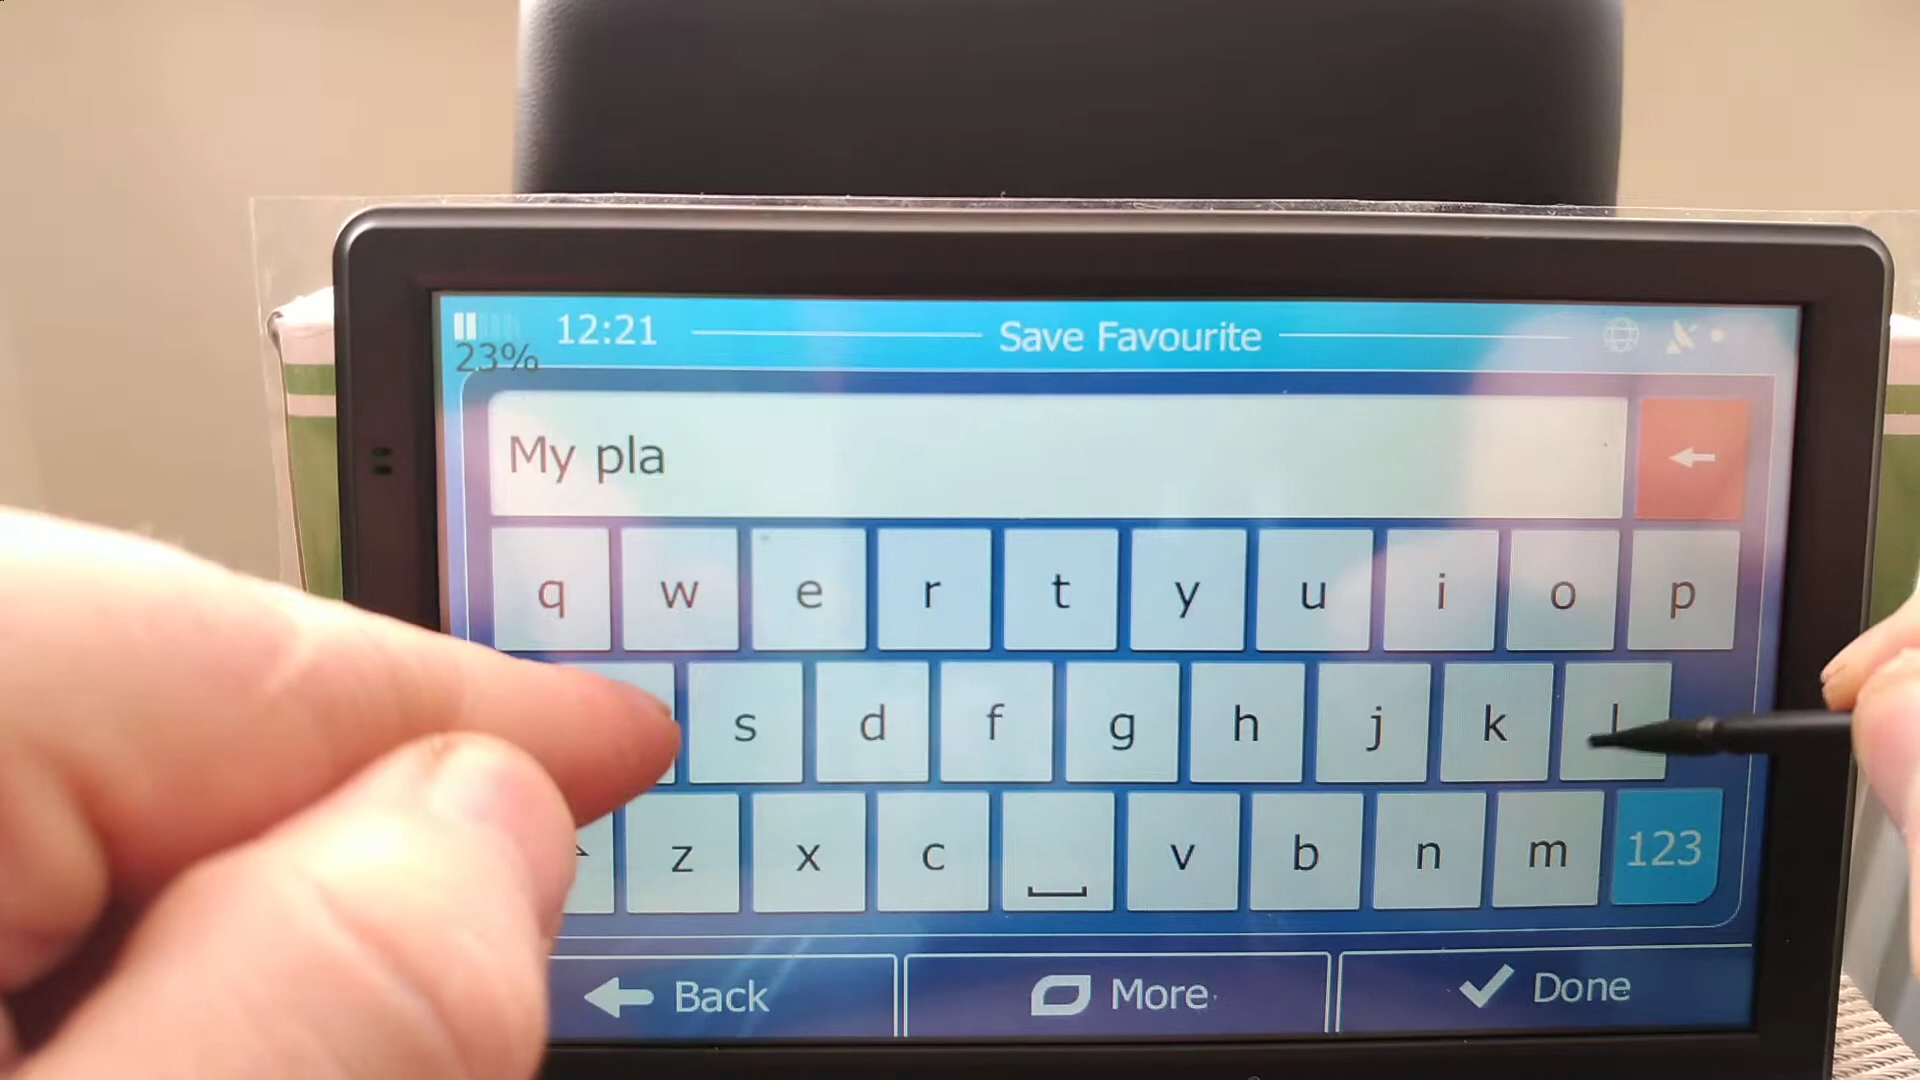 12:21 Save Favourite
23%
My pla
q w e r t y u i o p
s d f g h j k l
z x c v b n m 123
Back More Done